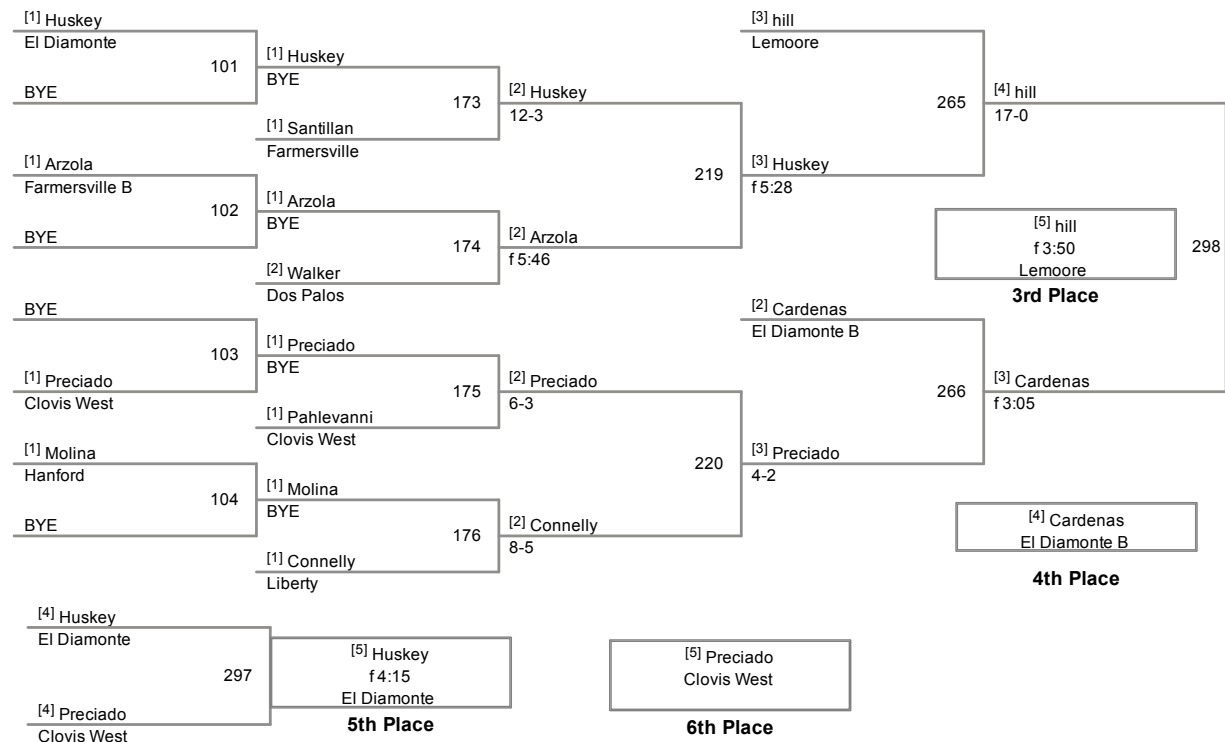 [1] Huskey
El Diamonte
101
BYE
[1] Arzola
Farmersville B
102
BYE
BYE
103
[1] Preciado
Clovis West
[1] Molina
Hanford
104
BYE
[1] Huskey
BYE
173
[1] Santillan
Farmersville
[1] Arzola
BYE
174
[2] Walker
Dos Palos
[1] Preciado
BYE
175
[1] Pahlevanni
Clovis West
[1] Molina
BYE
176
[1] Connelly
Liberty
[2] Huskey
12-3
219
[2] Arzola
f 5:46
[2] Preciado
6-3
220
[2] Connelly
8-5
[3] hill
Lemoore
265
[3] Huskey
f 5:28
[2] Cardenas
El Diamonte B
266
[3] Preciado
4-2
[4] hill
17-0
298
[3] Cardenas
f 3:05
[5] hill
f 3:50
Lemoore
3rd Place
[4] Cardenas
El Diamonte B
4th Place
[4] Huskey
El Diamonte
297
[4] Preciado
Clovis West
[5] Huskey
f 4:15
El Diamonte
5th Place
[5] Preciado
Clovis West
6th Place